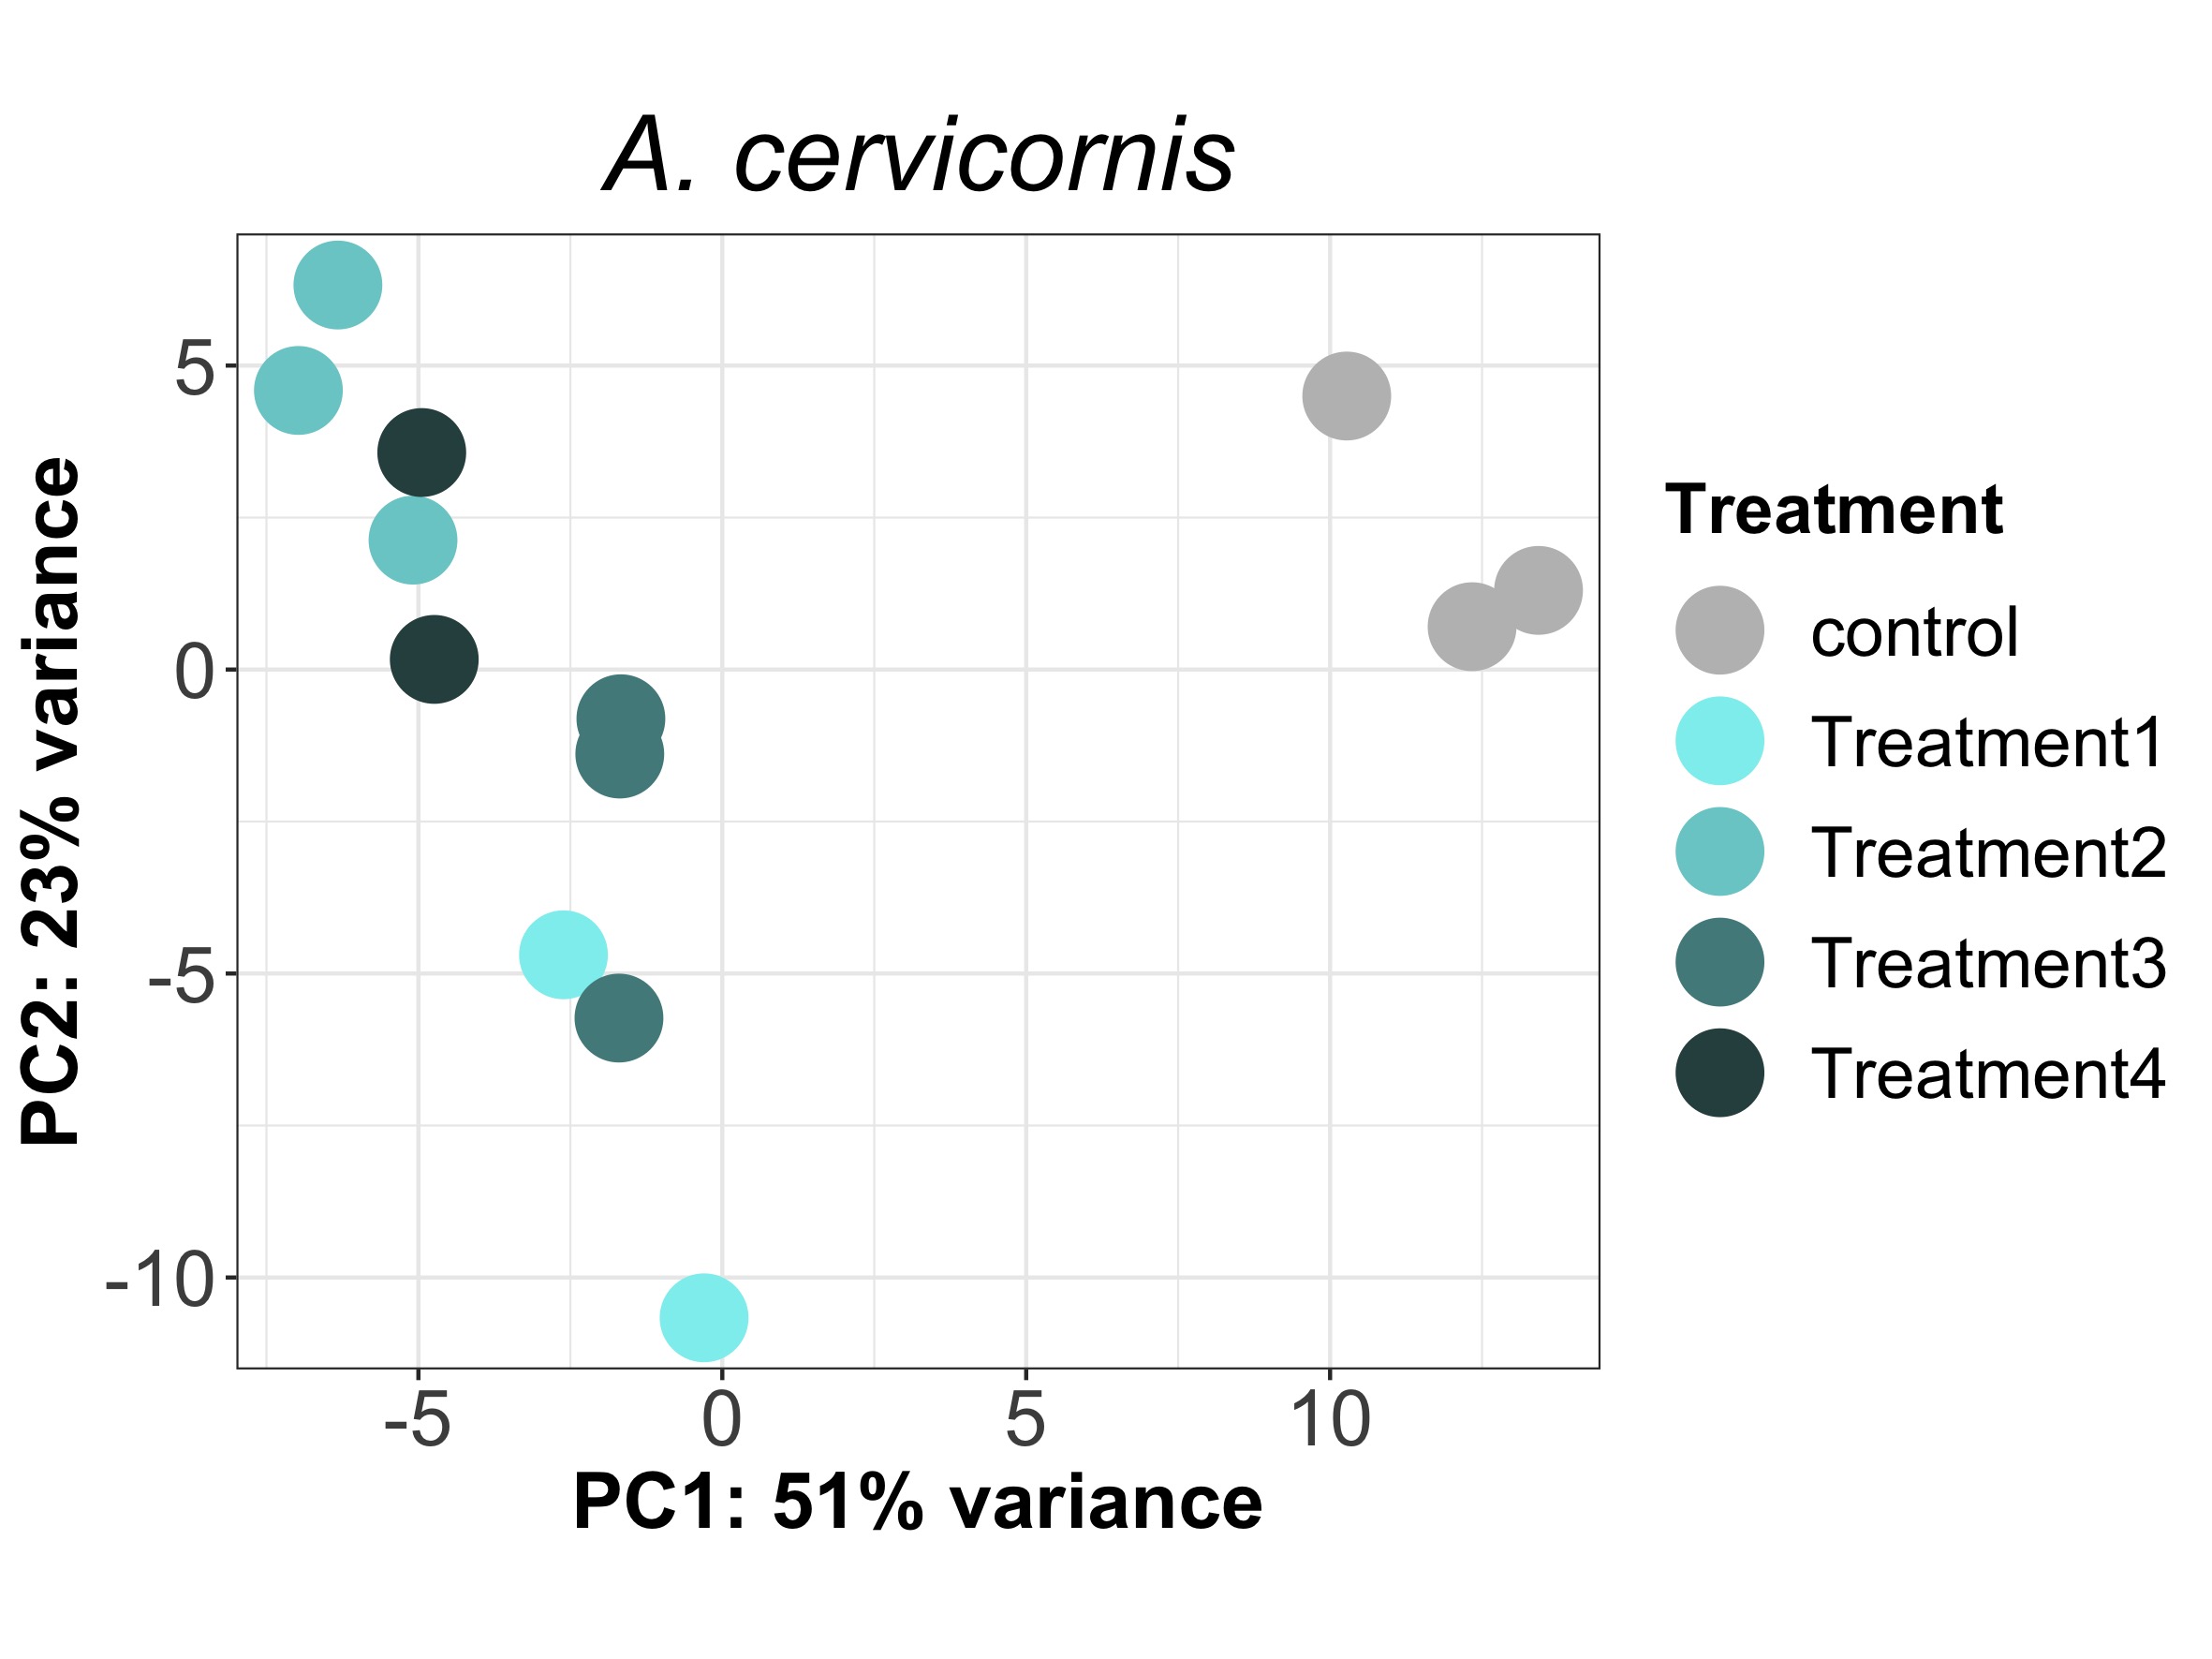 A. cervicornis
PC2: 23% variance
5
0
-5
-10
-5
0
5
10
PC1: 51% variance
Treatment
control
Treatment1
Treatment2
Treatment3
Treatment4